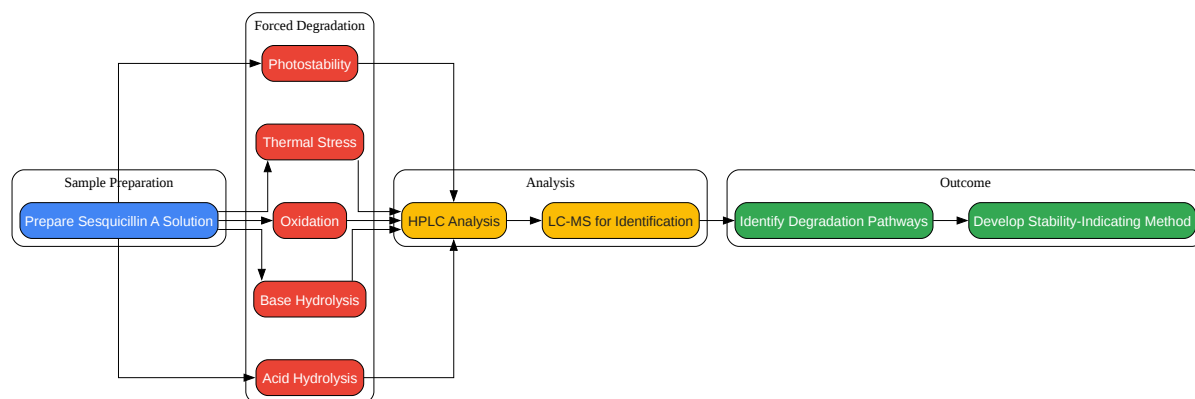 Forced Degradation
Photostability
Thermal Stress
Sample Preparation
Analysis
Outcome
Prepare Sesquicillin A Solution
Oxidation
HPLC Analysis
LC-MS for Identification
Identify Degradation Pathways
Develop Stability-Indicating Method
Base Hydrolysis
Acid Hydrolysis